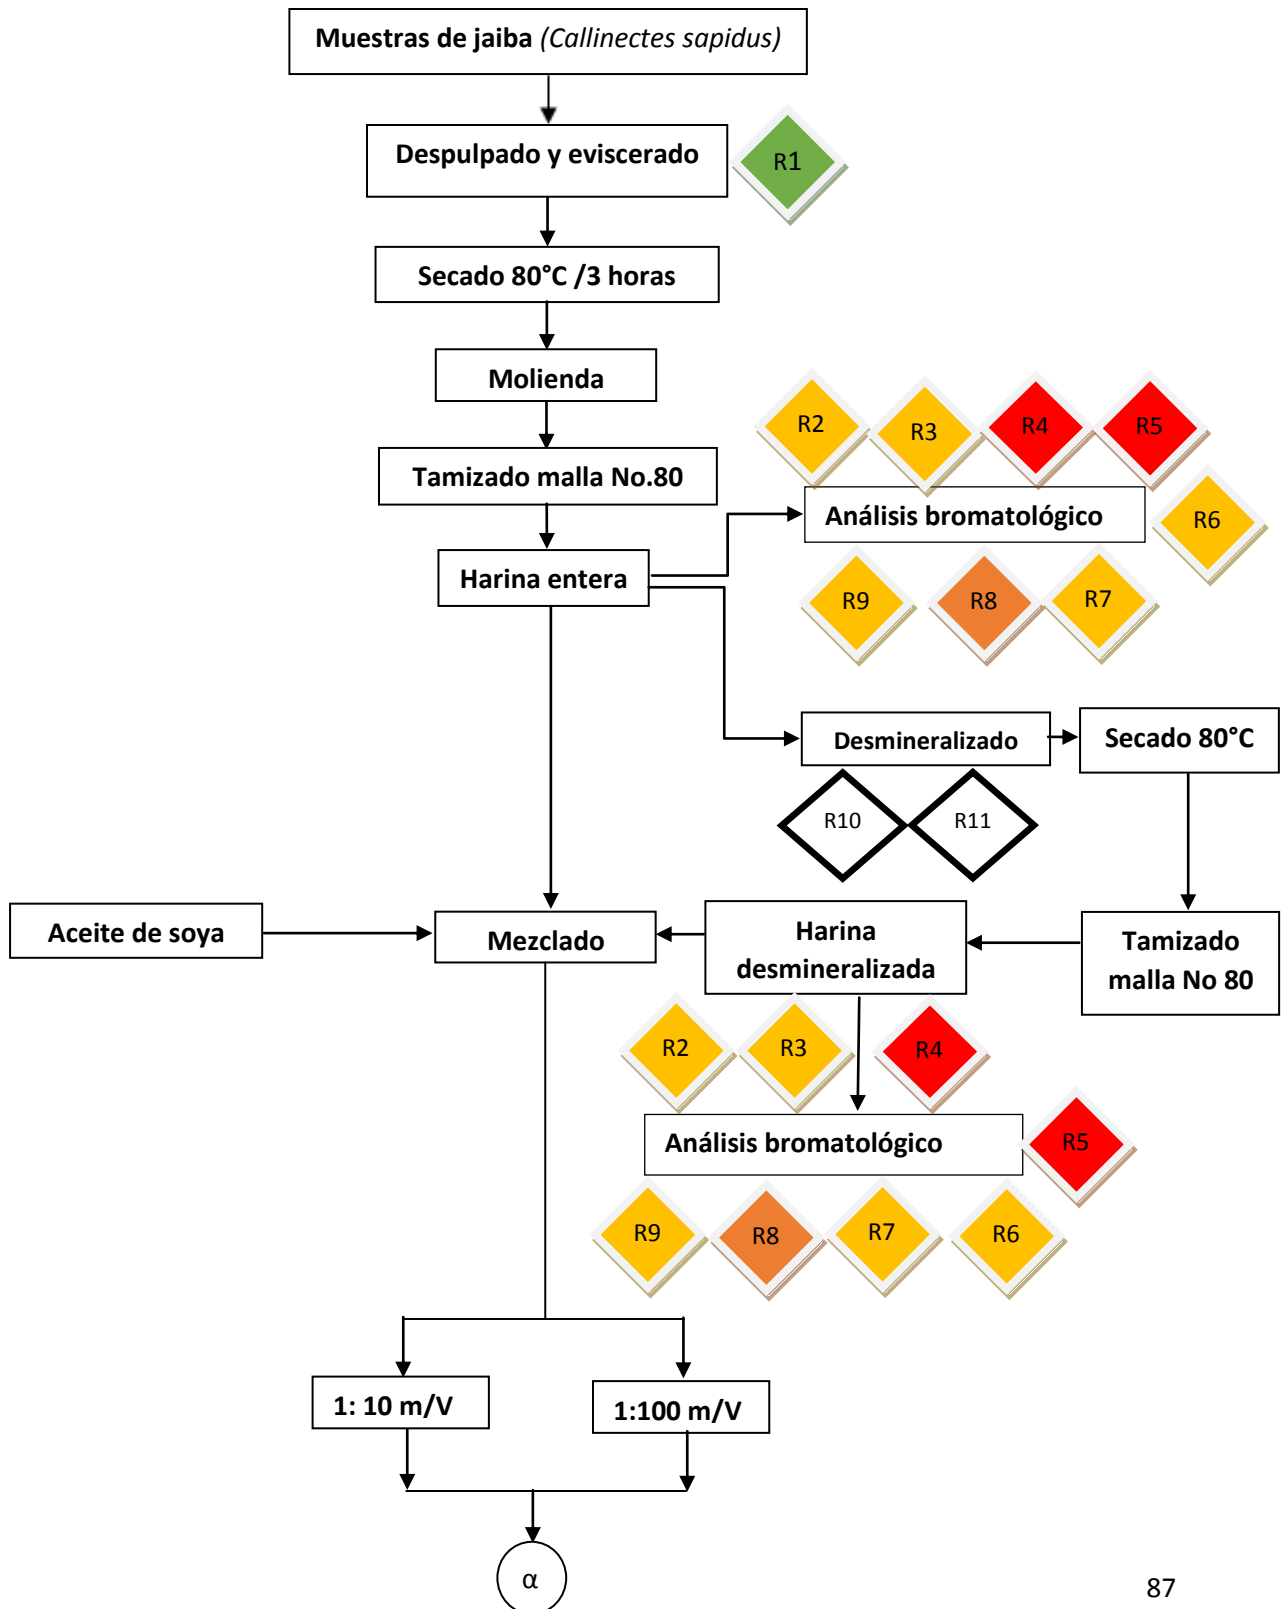 Muestras de jaiba (Callinectes sapidus)
Despulpado y eviscerado
R1
Secado 80°C /3 horas
Molienda
Tamizado malla No.80
R2
R3
R4
R5
Análisis bromatológico
R6
Harina entera
R9
R8
R7
Desmineralizado
Secado 80°C
R10
R11
Aceite de soya
Mezclado
Harina
desmineralizada
Tamizado
malla No 80
R2
R3
R4
Análisis bromatológico
R5
R9
R8
R7
R6
1: 10 m/V
1:100 m/V
α
87